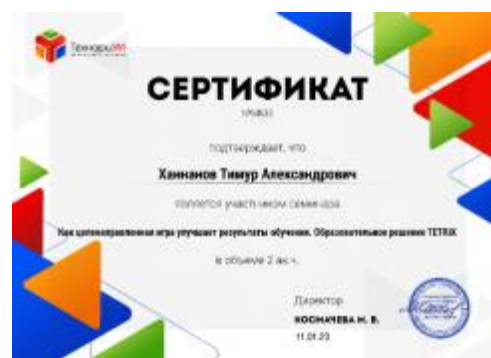 СЕРТИФИКАТ
подтверждает, что
Ханнанов Тимур Александрович
является участником семинара
Как целенаправленная игра улучшает результаты обучения. Образовательное решение TETRIX
в объеме 2 ак.ч.
Директор
КОСМАЧЕВА М. В.
11.01.23